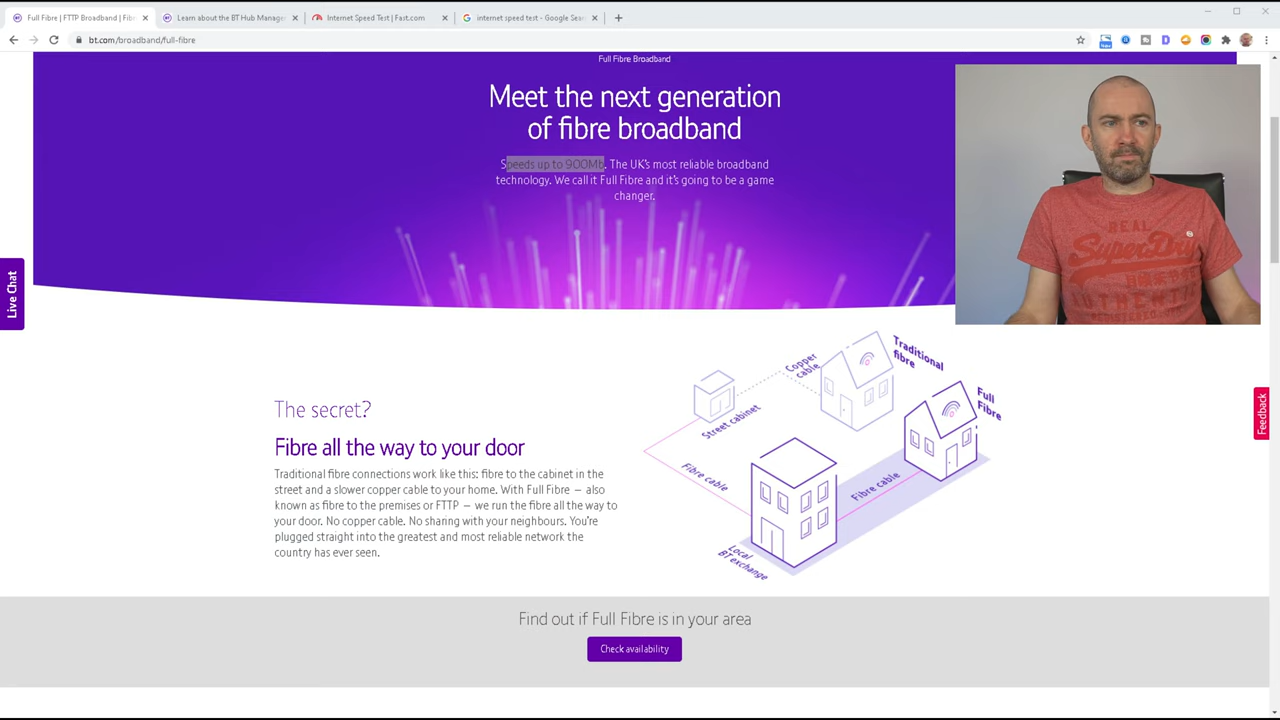 Full Fibre | FTTP Broadband | Fibr
Learn about the BT Hub Manager
Internet Speed Test | Fast.com
internet speed test - Google Sea
bt.com/broadband/full-fibre
Full Fibre Broadband
Meet the next generation
of fibre broadband
Speeds up to 900Mb. The UK's most reliable broadband
technology. We call it Full Fibre and it's going to be a game
changer.
REAL
SuperDry
AUTHENTIC
Live Chat
Feedback
The secret?
Fibre all the way to your door
Traditional fibre connections work like this: fibre to the cabinet in the
street and a slower copper cable to your home. With Full Fibre – also
known as fibre to the premises or FTTP – we run the fibre all the way to
your door. No copper cable. No sharing with your neighbours. You're
plugged straight into the greatest and most reliable network the
country has ever seen.
Copper
cable
Traditional
fibre
Full
Fibre
Street cabinet
Fibre cable
Fibre cable
Local
BT exchange
Find out if Full Fibre is in your area
Check availability